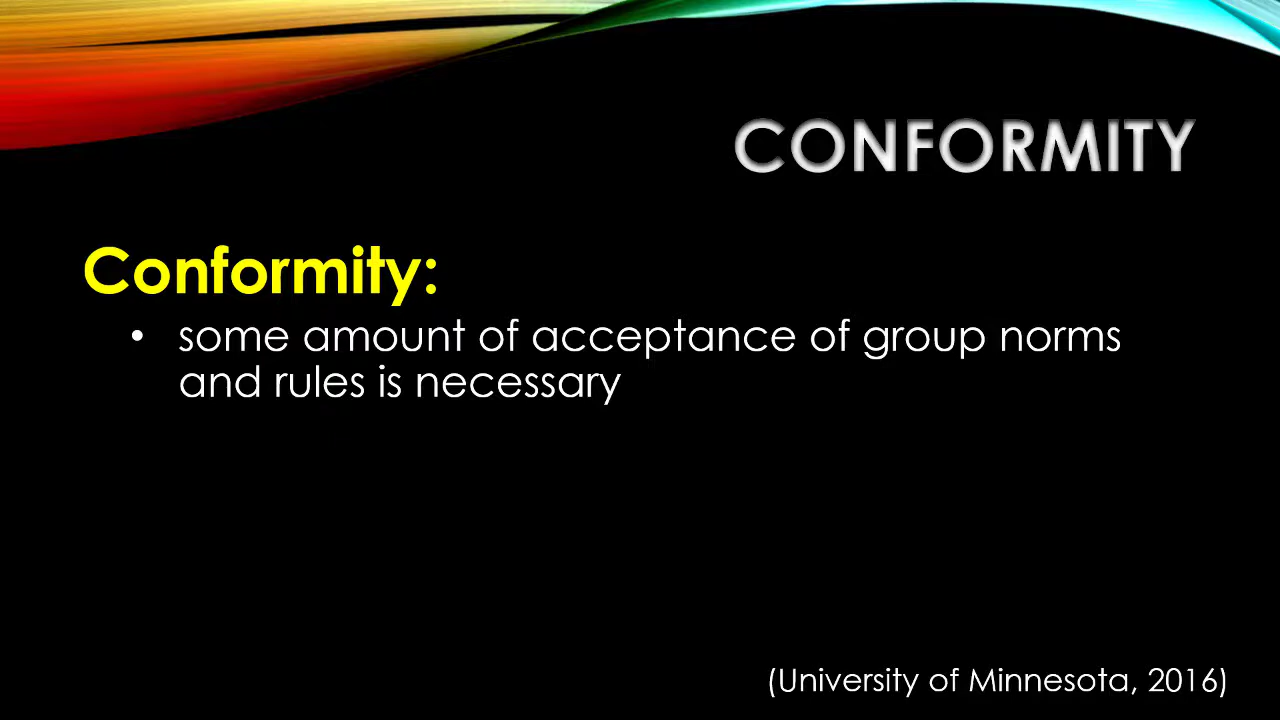 CONFORMITY
Conformity:
• some amount of acceptance of group norms
and rules is necessary
(University of Minnesota, 2016)